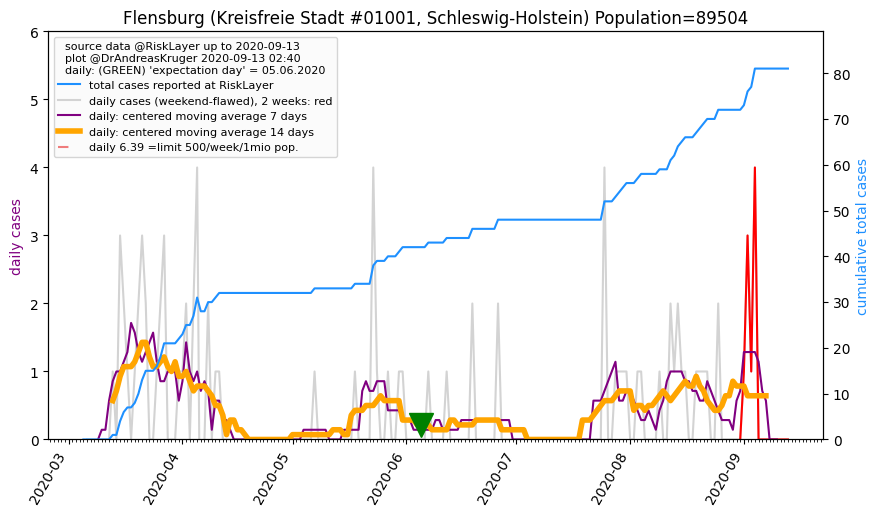 Flensburg (Kreisfreie Stadt #01001, Schleswig-Holstein) Population=89504
source data @RiskLayer up to 2020-09-13
plot @DrAndreasKruger 2020-09-13 02:40
daily: (GREEN) 'expectation day' = 05.06.2020
total cases reported at RiskLayer
daily cases (weekend-flawed), 2 weeks: red
daily: centered moving average 7 days
daily: centered moving average 14 days
daily 6.39 =limit 500/week/1mio pop.
daily cases
6
5
4
3
2
1
0
cumulative total cases
80
70
60
50
40
30
20
10
0
2020-03
2020-04
2020-05
2020-06
2020-07
2020-08
2020-09